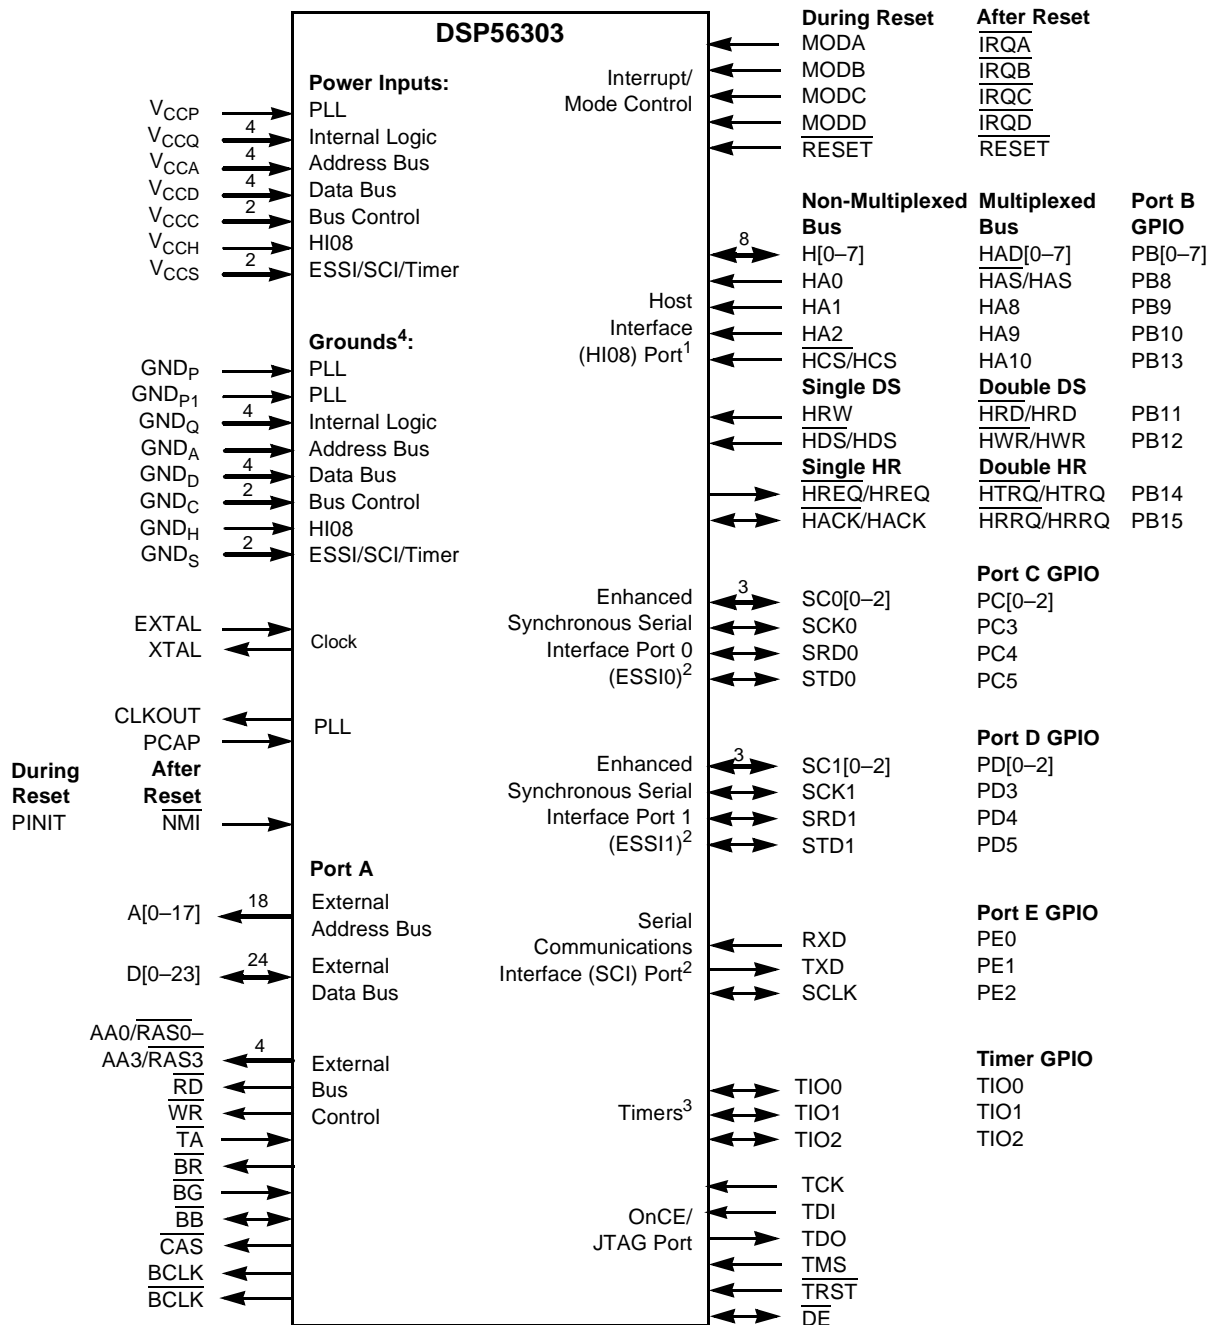 DSP56303
Power Inputs:
V CCP PLL
V CCQ 4 Internal Logic
V CCA 4 Address Bus
V CCD 4 Data Bus
V CCC 2 Bus Control
V CCH HI08
V CCS 2 ESSI/SCI/Timer
Grounds4:
GNDP PLL
GNDP1 PLL
GNDQ 4 Internal Logic
GNDA Address Bus
GNDD 4 Data Bus
GNDC 2 Bus Control
GNDH HI08
GNDS 2 ESSI/SCI/Timer
EXTAL
XTAL
Clock
CLKOUT
PCAP
PLL
During Reset
After Reset
PINIT NMI
Port A
A[0–17] 18 External
Address Bus
D[0–23] 24 External
Data Bus
AA0/RAS0–
AA3/RAS3 4
External
Bus
Control
RD
WR
TA
BR
BG
BB
CAS
BCLK
BCLK
Interrupt/
Mode Control
During Reset After Reset
MODA IRQA
MODB IRQB
MODC IRQC
MODD IRQD
RESET RESET
Host
Interface
(HI08) Port1
Non-Multiplexed Multiplexed Port B
Bus Bus GPIO
8 H[0–7] HAD[0–7] PB[0–7]
HA0 HAS/HAS PB8
HA1 HA8 PB9
HA2 HA9 PB10
HCS/HCS HA10 PB13
Single DS Double DS
HRW HRD/HRD PB11
HDS/HDS HWR/HWR PB12
Single HR Double HR
HREQ/HREQ HTRQ/HTRQ PB14
HACK/HACK HRRQ/HRRQ PB15
Enhanced
Synchronous Serial
Interface Port 0
(ESSI0)2
Port C GPIO
3 SC0[0–2] PC[0–2]
SCK0 PC3
SRD0 PC4
STD0 PC5
Enhanced
Synchronous Serial
Interface Port 1
(ESSI1)2
Port D GPIO
3 SC1[0–2] PD[0–2]
SCK1 PD3
SRD1 PD4
STD1 PD5
Serial
Communications
Interface (SCI) Port2
Port E GPIO
RXD PE0
TXD PE1
SCLK PE2
Timers3
Timer GPIO
TIO0 TIO0
TIO1 TIO1
TIO2 TIO2
OnCE/
JTAG Port
TCK
TDI
TDO
TMS
TRST
DE